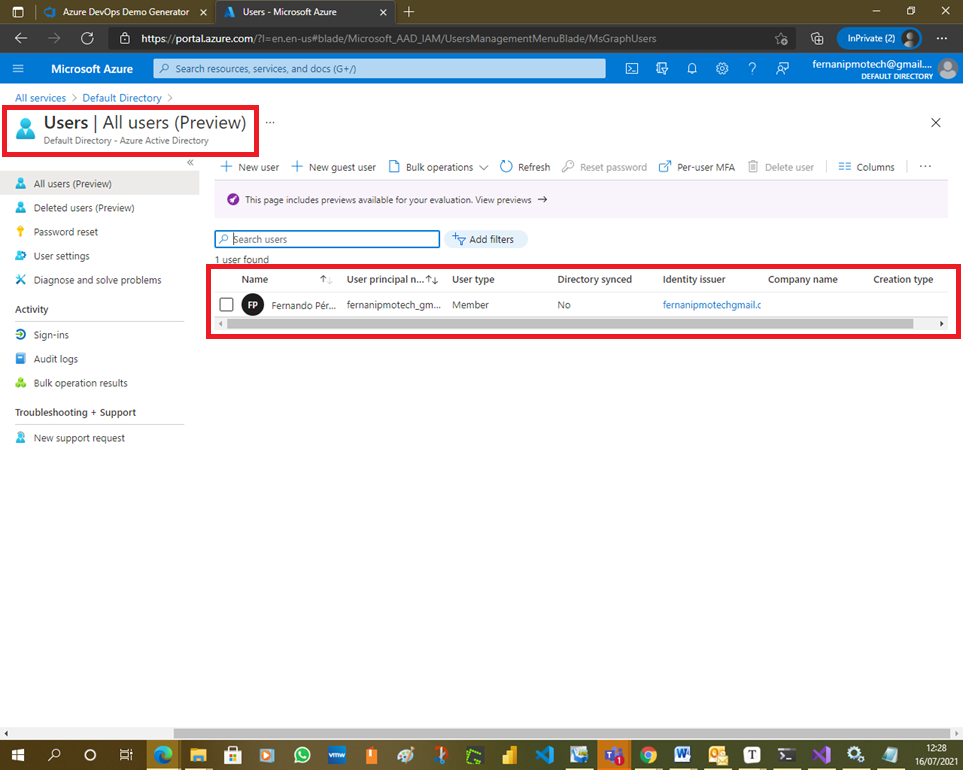 Azure DevOps Demo Generator
Users - Microsoft Azure
https://portal.azure.com/?l=en.en-us#blade/Microsoft_AAD_IAM/UsersManagementMenuBlade/MsGraphUsers
InPrivate (2)
Microsoft Azure
Search resources, services, and docs (G+/)
fernanipmotech@gmail....
DEFAULT DIRECTORY
All services > Default Directory >
Users | All users (Preview) ...
Default Directory - Azure Active Directory
«
New user
New guest user
Bulk operations
Refresh
Reset password
Per-user MFA
Delete user
Columns
...
All users (Preview)
Deleted users (Preview)
Password reset
User settings
Diagnose and solve problems
Activity
Sign-ins
Audit logs
Bulk operation results
Troubleshooting + Support
New support request
This page includes previews available for your evaluation. View previews →
Search users
Add filters
1 user found
Name ↑↓ User principal n...↑↓ User type Directory synced Identity issuer Company name Creation type
FP Fernando Pér... fernanipmotech_gm... Member No fernanipmotechgmail.c
vmw
1
T
12:28
16/07/2021